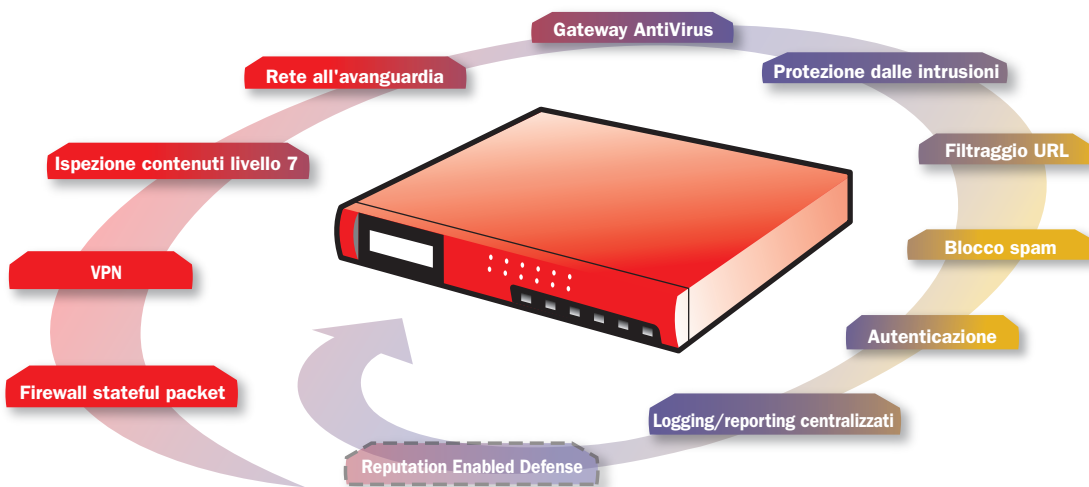 Gateway AntiVirus
Rete all'avanguardia
Protezione dalle intrusioni
Ispezione contenuti livello 7
Filtraggio URL
VPN
Blocco spam
Autenticazione
Firewall stateful packet
Logging/reporting centralizzati
Reputation Enabled Defense